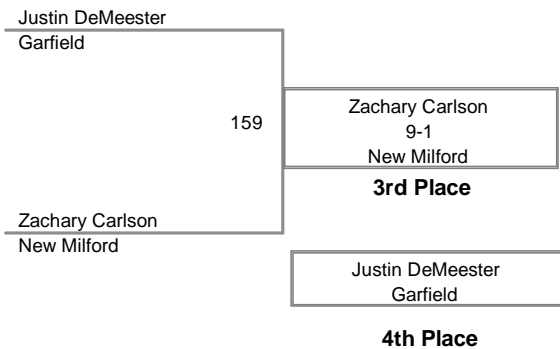 Justin DeMeester
Garfield
159
Zachary Carlson
9-1
New Milford
3rd Place
Zachary Carlson
New Milford
Justin DeMeester
Garfield
4th Place